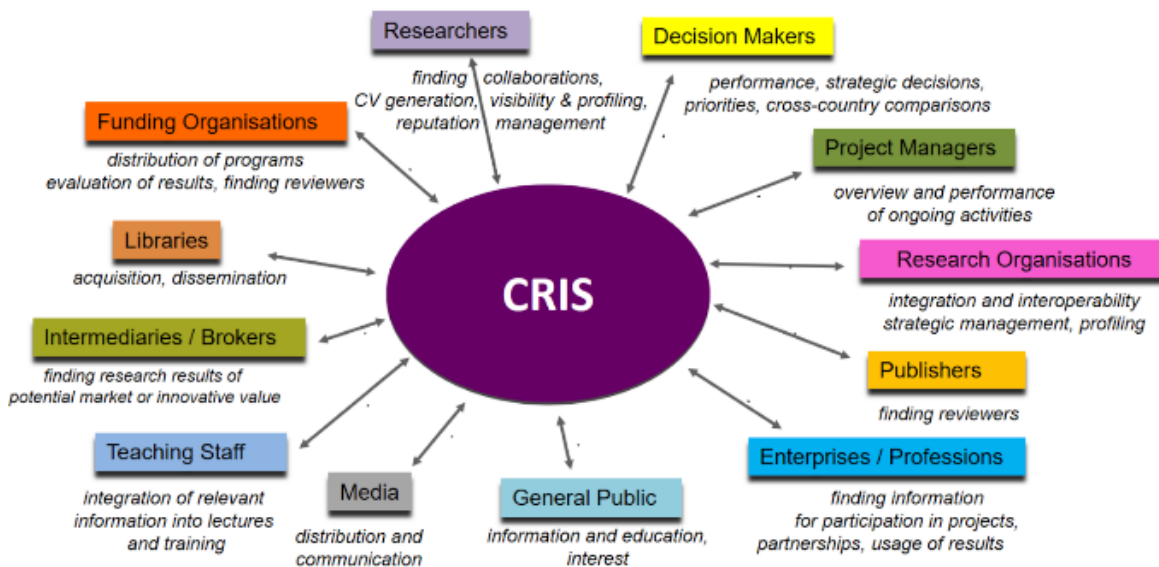 Researchers
finding collaborations,
CV generation, visibility & profiling,
reputation management
Decision Makers
performance, strategic decisions,
priorities, cross-country comparisons
Funding Organisations
distribution of programs
evaluation of results, finding reviewers
Project Managers
overview and performance
of ongoing activities
Libraries
acquisition, dissemination
CRIS
Research Organisations
integration and interoperability
strategic management, profiling
Intermediaries / Brokers
finding research results of
potential market or innovative value
Publishers
finding reviewers
Teaching Staff
integration of relevant
information into lectures
and training
Media
distribution and
communication
General Public
information and education,
interest
Enterprises / Professions
finding information
for participation in projects,
partnerships, usage of results